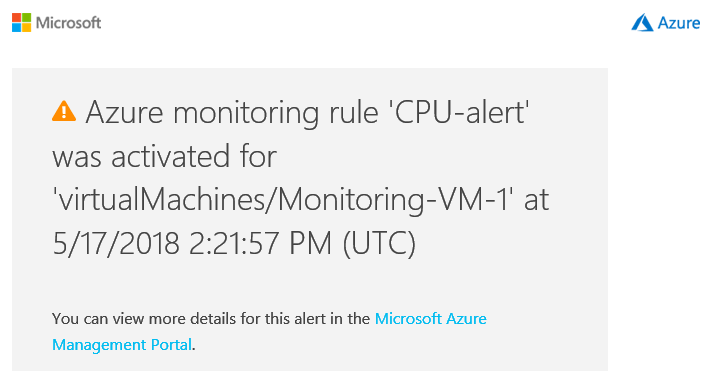 Microsoft
Azure
Azure monitoring rule 'CPU-alert'
was activated for
'virtualMachines/Monitoring-VM-1' at
5/17/2018 2:21:57 PM (UTC)
You can view more details for this alert in the Microsoft Azure
Management Portal.